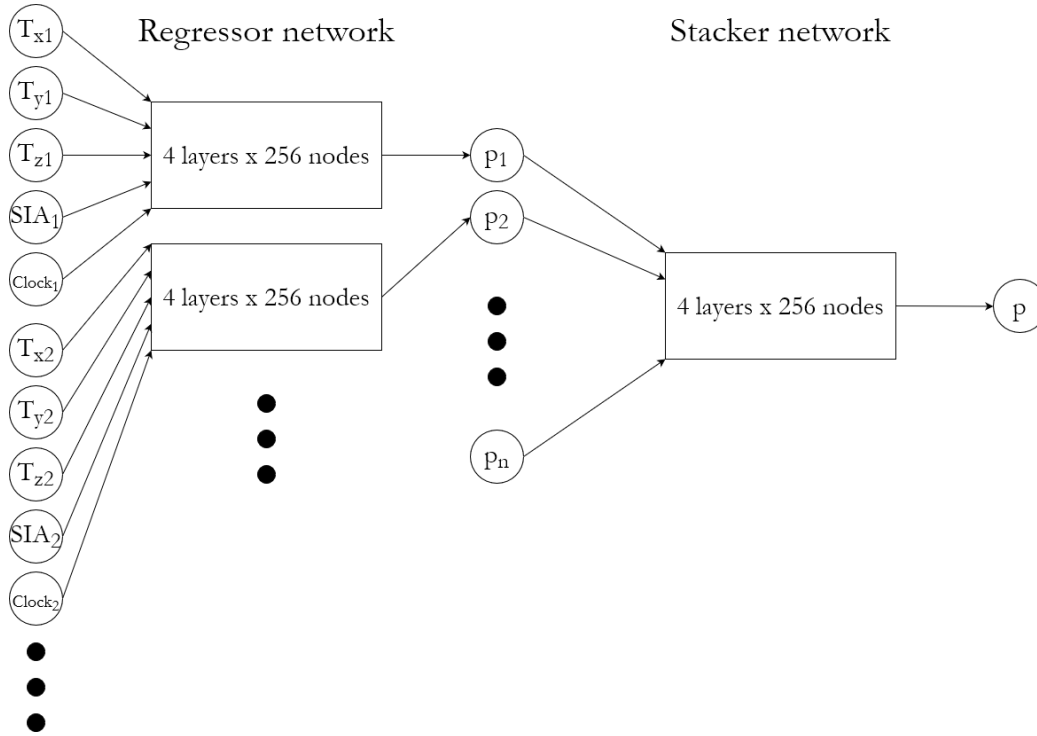 Regressor network
Stacker network
Tx1
Ty1
Tz1
SIA1
Clock1
Tx2
Ty2
Tz2
SIA2
Clock2
4 layers x 256 nodes
4 layers x 256 nodes
p1
p2
pn
4 layers x 256 nodes
p